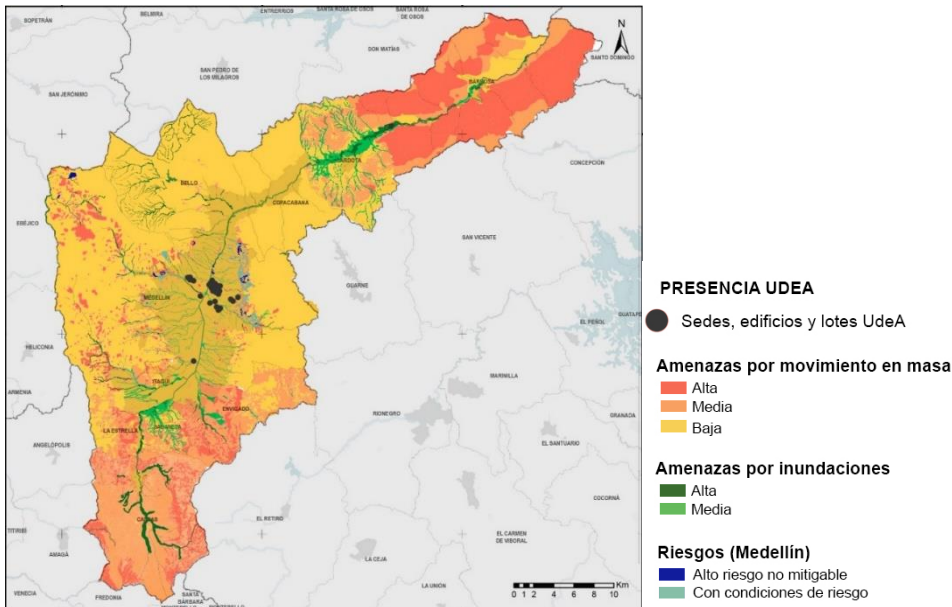 SOPETRÁN
BELMIRA
ENTRERRIOS
SANTA ROSA DE OSOS
SANTA ROSA
DE OSOS
DON MATÍAS
SANTO DOMINGO
N
SAN PEDRO DE
LOS MILAGROS
SAN JERÓNIMO
BARBOSA
CONCEPCIÓN
GIRARDOTA
BELLO
COPACABANA
EBÉJICO
SAN VICENTE
MEDELLÍN
GUARNE
PRESENCIA UDEA
Sedes, edificios y lotes UdeA
EL PEÑOL
GUATAPE
HELICONIA
Amenazas por movimiento en masa
Alta
Media
Baja
ARMENIA
ITAGUI
MARINILLA
ENVIGADO
RIONEGRO
GRANADA
SABANETA
LA ESTRELLA
ANGELÓPOLIS
EL SANTUARIO
Amenazas por inundaciones
Alta
Media
COCORNÁ
CALDAS
EL RETIRO
TITIRIBÍ
AMAGÁ
EL CARMEN
DE VIBORAL
LA CEJA
Riesgos (Medellín)
Alto riesgo no mitigable
Con condiciones de riesgo
LA UNIÓN
0 1 2 4 6 8 10 Km
VENECIA
FREDONIA
SANTA
BÁRBARA